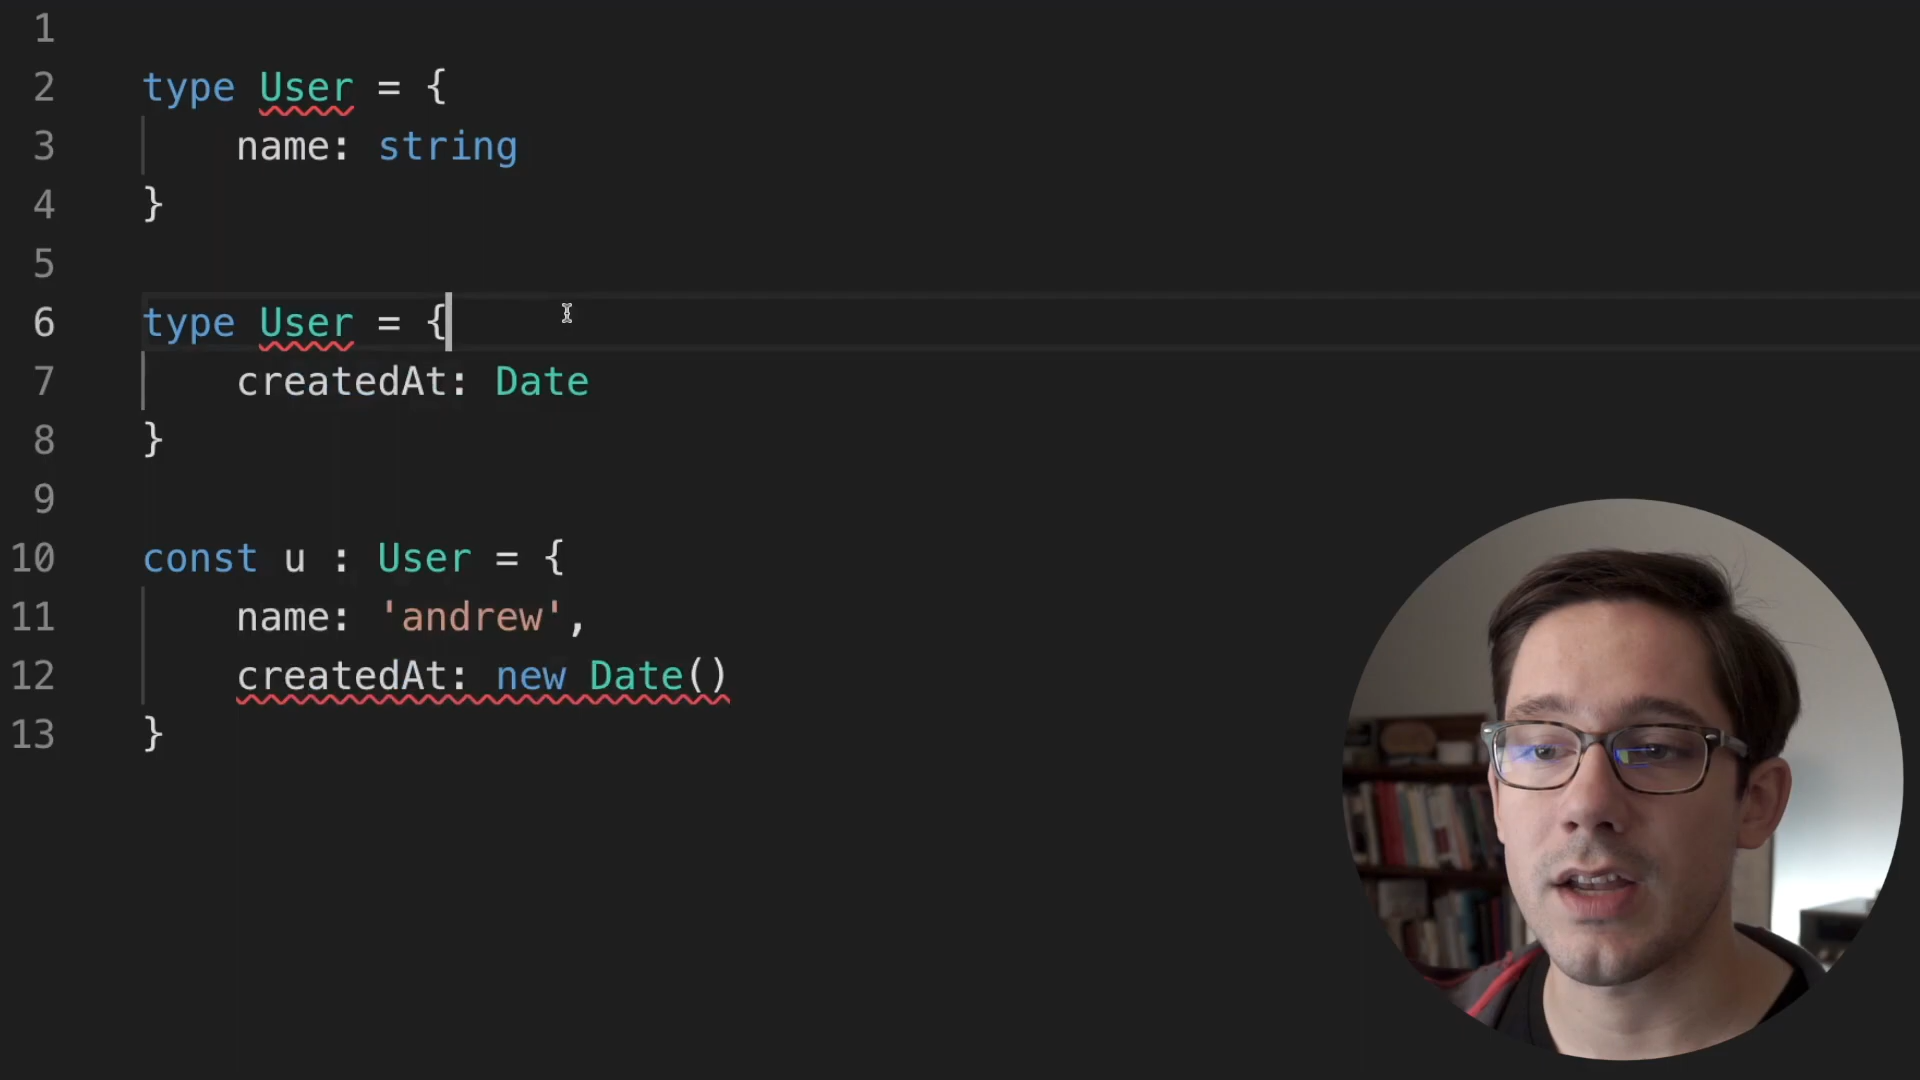 1
2 type User = {
3 name: string
4 }
5
6 type User = {
7 createdAt: Date
8 }
9
10 const u : User = {
11 name: 'andrew',
12 createdAt: new Date()
13 }